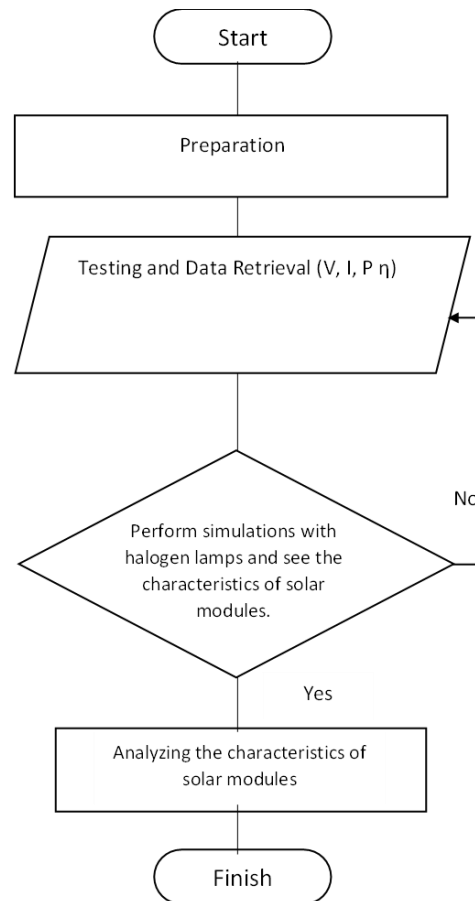 Start
Preparation
Testing and Data Retrieval (V, I, P η)
No
Perform simulations with
halogen lamps and see the
characteristics of solar
modules.
Yes
Analyzing the characteristics of
solar modules
Finish